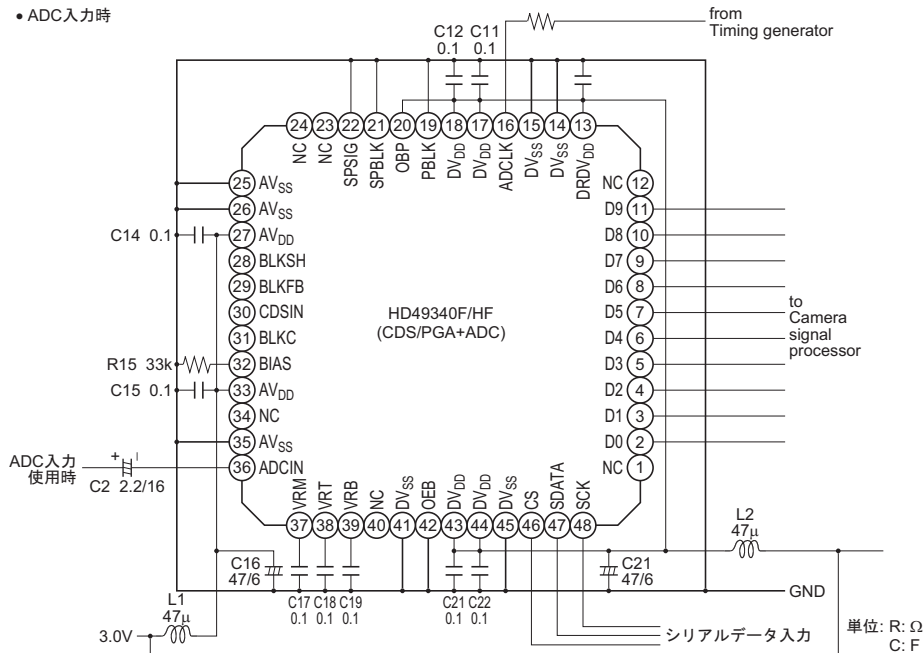 • ADC入力時
from
Timing generator
C12
0.1
C11
0.1
24 23 22 21 20 19 18 17 16 15 14 13
NC NC SPSIG SPBLK OBP PBLK DVDD DVDD ADCLK DVSS DVSS DRDVDD
25 AVSS
26 AVSS
C14 0.1 27 AVDD
28 BLKSH
29 BLKFB
30 CDSIN
31 BLKC
R15 33k 32 BIAS
C15 0.1 33 AVDD
34 NC
35 AVSS
36 ADCIN
ADC入力
使用時
+ −
C2 2.2/16
HD49340F/HF
(CDS/PGA+ADC)
NC 12
D9 11
D8 10
D7 9
D6 8
D5 7
D4 6
D3 5
D2 4
D1 3
D0 2
NC 1
to
Camera
signal
processor
VRM VRT VRB NC DVSS OEB DVDD DVDD DVSS CS SDATA SCK
37 38 39 40 41 42 43 44 45 46 47 48
L2
47μ
C16
47/6
C17
0.1
C18
0.1
C19
0.1
C21
0.1
C22
0.1
C21
47/6
GND
L1
47μ
3.0V
シリアルデータ入力
単位: R: Ω
C: F